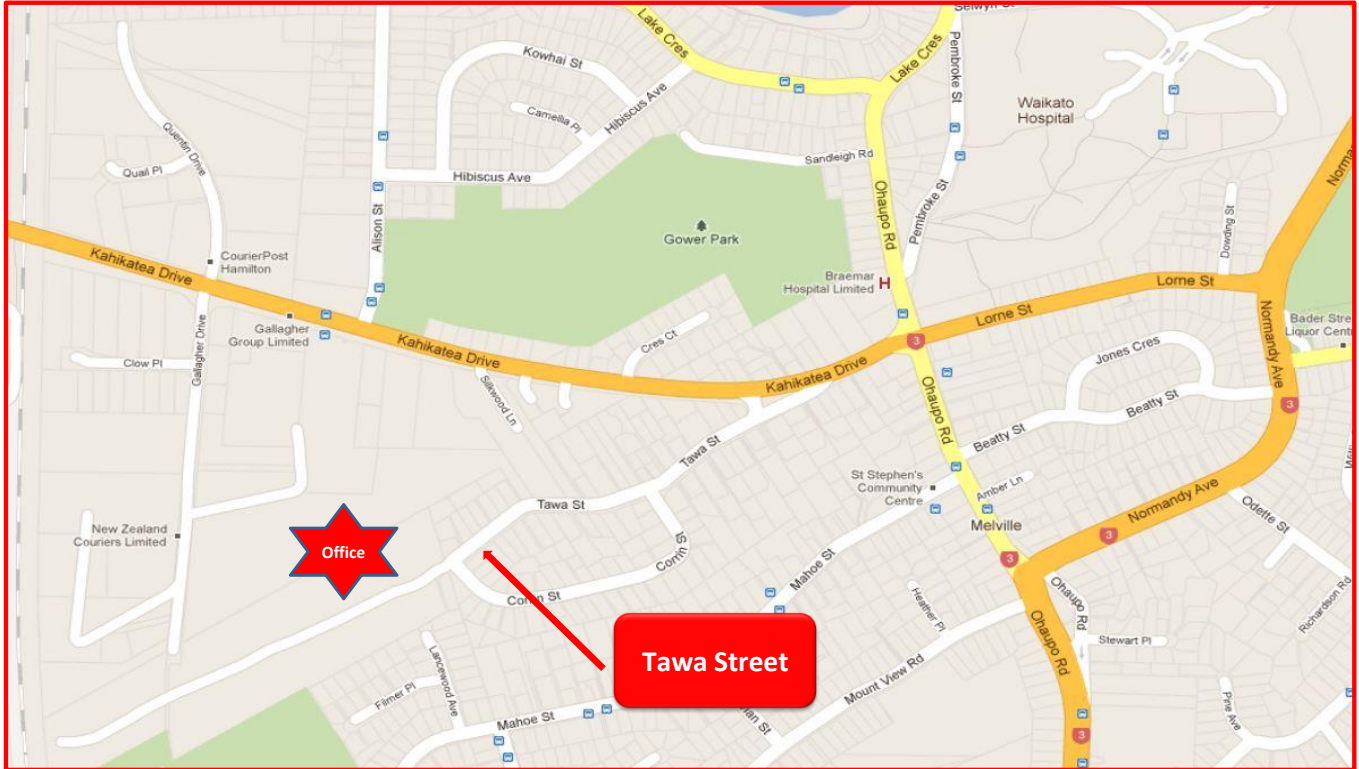 Selwyn St
Lake Cres
Kowhai St
Lake Cres
Pembroke St
Waikato
Hospital
Camellia Pl
Hibiscus Ave
Quentin Drive
Quail Pl
Hibiscus Ave
Sandleigh Rd
Alison St
Gower Park
Ohaupo Rd
Pembroke St
Dowding St
Kahikatea Drive
CourierPost
Hamilton
Braemar
Hospital Limited
H
Lorne St
Lorne St
Gallagher
Group Limited
Gallagher Drive
Clow Pl
Kahikatea Drive
Cres Ct
3
Normandy Ave
Liquor
Jones Cres
Silkwood Ln
Kahikatea Drive
Ohaupo Rd
Beatty St
Beatty St
3
Tawa St
St Stephen's
Community
Centre
Amber Ln
Tawa St
Melville
Normandy Ave
3
Odette St
New Zealand
Couriers Limited
Office
Corrin St
Corrin St
Mahoe St
3
Heather Pl
Ohaupo Rd
Ohaupo Rd
Richardson Rd
Stewart Pl
Tawa Street
Lancewood Ave
Filmer Pl
Mount View Rd
Pine Ave
Mahoe St
3